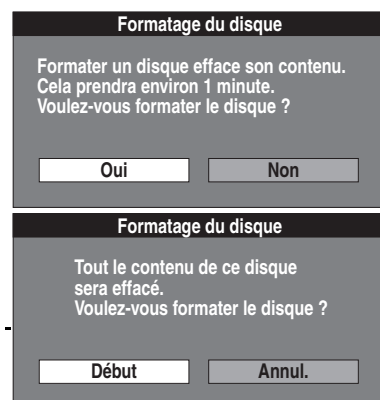 Formatage du disque
Formater un disque efface son contenu.
Cela prendra environ 1 minute.
Voulez-vous formater le disque ?
Oui Non
Formatage du disque
Tout le contenu de ce disque
sera effacé.
Voulez-vous formater le disque ?
Début Annul.